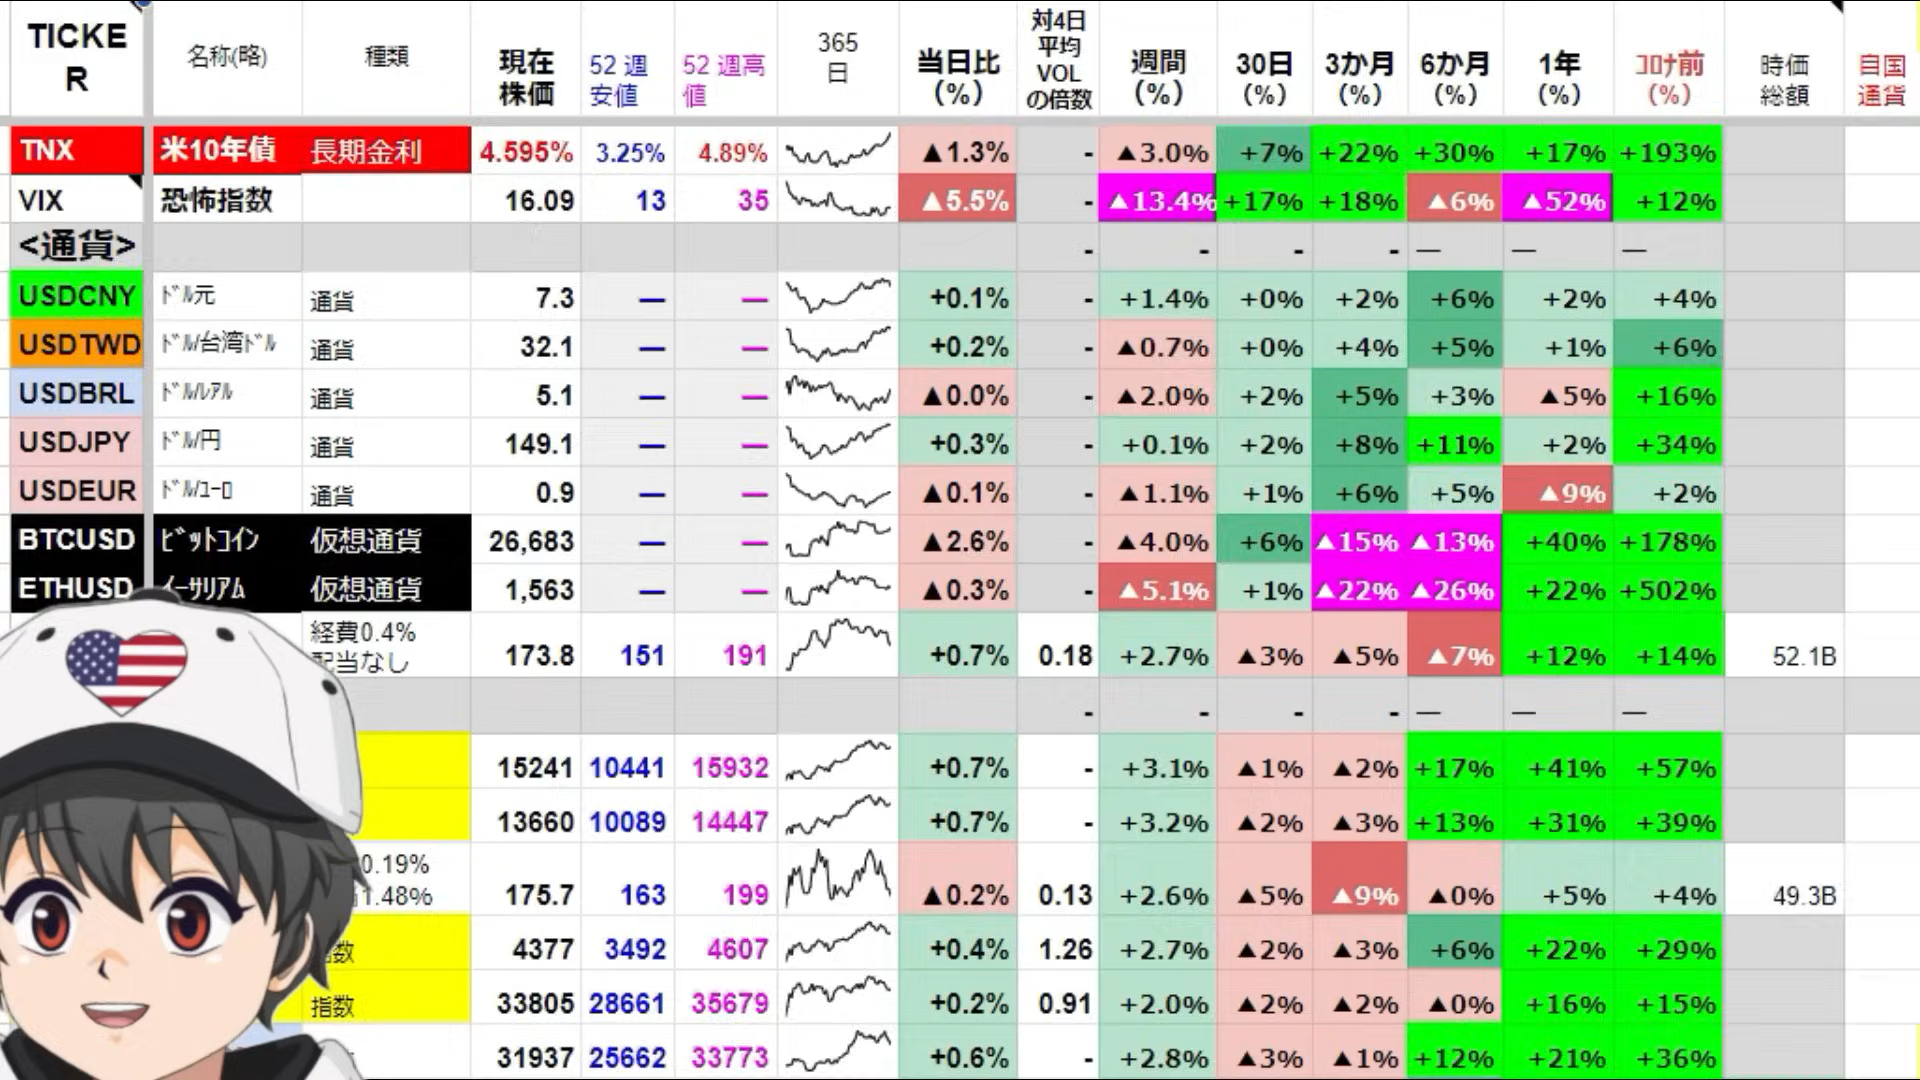 TICKE
R
名称(略)
種類
現在
株価
52 週
安値
52 週高
値
365
日
当日比
(%)
対4日
平均
VOL
の倍数
週間
(%)
30日
(%)
3か月
(%)
6か月
(%)
1年
(%)
ｺﾛﾅ前
(%)
時価
総額
自国
通貨
TNX 米10年債 長期金利 4.595% 3.25% 4.89% ▲1.3% - ▲3.0% +7% +22% +30% +17% +193%
VIX 恐怖指数 16.09 13 35 ▲5.5% - ▲13.4% +17% +18% ▲6% ▲52% +12%
<通貨> - - - - — — —
USDCNY ﾄﾞﾙ/元 通貨 7.3 — — +0.1% - +1.4% +0% +2% +6% +2% +4%
USDTWD ﾄﾞﾙ/台湾ﾄﾞﾙ 通貨 32.1 — — +0.2% - ▲0.7% +0% +4% +5% +1% +6%
USDBRL ﾄﾞﾙ/ﾚｱﾙ 通貨 5.1 — — ▲0.0% - ▲2.0% +2% +5% +3% ▲5% +16%
USDJPY ﾄﾞﾙ/円 通貨 149.1 — — +0.3% - +0.1% +2% +8% +11% +2% +34%
USDEUR ﾄﾞﾙ/ﾕｰﾛ 通貨 0.9 — — ▲0.1% - ▲1.1% +1% +6% +5% ▲9% +2%
BTCUSD ﾋﾞｯﾄｺｲﾝ 仮想通貨 26,683 — — ▲2.6% - ▲4.0% +6% ▲15% ▲13% +40% +178%
ETHUSD ｲｰｻﾘｱﾑ 仮想通貨 1,563 — — ▲0.3% - ▲5.1% +1% ▲22% ▲26% +22% +502%
経費0.4%
配当なし 173.8 151 191 +0.7% 0.18 +2.7% ▲3% ▲5% ▲7% +12% +14% 52.1B
- - - - — — —
15241 10441 15932 +0.7% - +3.1% ▲1% ▲2% +17% +41% +57%
13660 10089 14447 +0.7% - +3.2% ▲2% ▲3% +13% +31% +39%
0.19%
1.48% 175.7 163 199 ▲0.2% 0.13 +2.6% ▲5% ▲9% ▲0% +5% +4% 49.3B
指数 4377 3492 4607 +0.4% 1.26 +2.7% ▲2% ▲3% +6% +22% +29%
指数 33805 28661 35679 +0.2% 0.91 +2.0% ▲2% ▲2% ▲0% +16% +15%
31937 25662 33773 +0.6% - +2.8% ▲3% ▲1% +12% +21% +36%